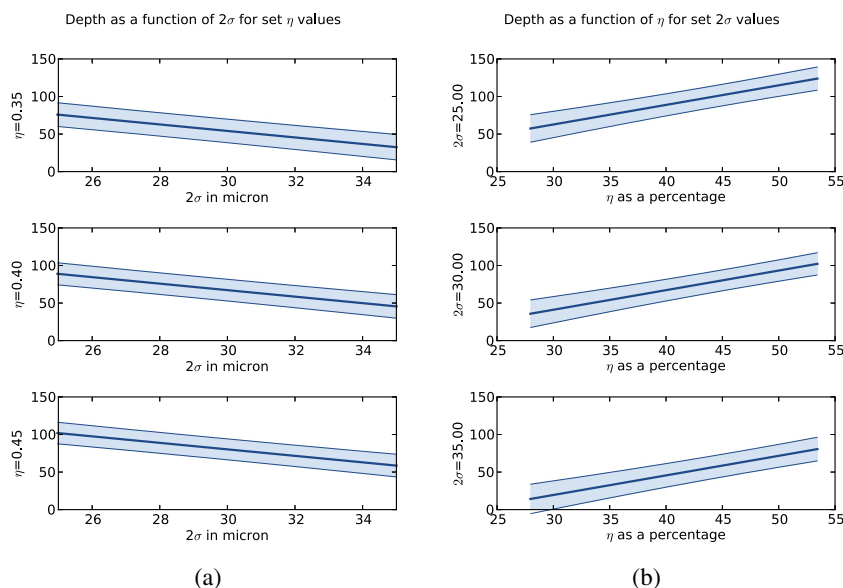 Depth as a function of 2σ for set η values
150
100
50
0
η=0.35
26 28 30 32 34
2σ in micron
150
100
50
0
η=0.40
26 28 30 32 34
2σ in micron
150
100
50
0
η=0.45
26 28 30 32 34
2σ in micron
(a)
Depth as a function of η for set 2σ values
150
100
50
0
2σ=25.00
25 30 35 40 45 50 55
η as a percentage
150
100
50
0
2σ=30.00
25 30 35 40 45 50 55
η as a percentage
150
100
50
0
2σ=35.00
25 30 35 40 45 50 55
η as a percentage
(b)